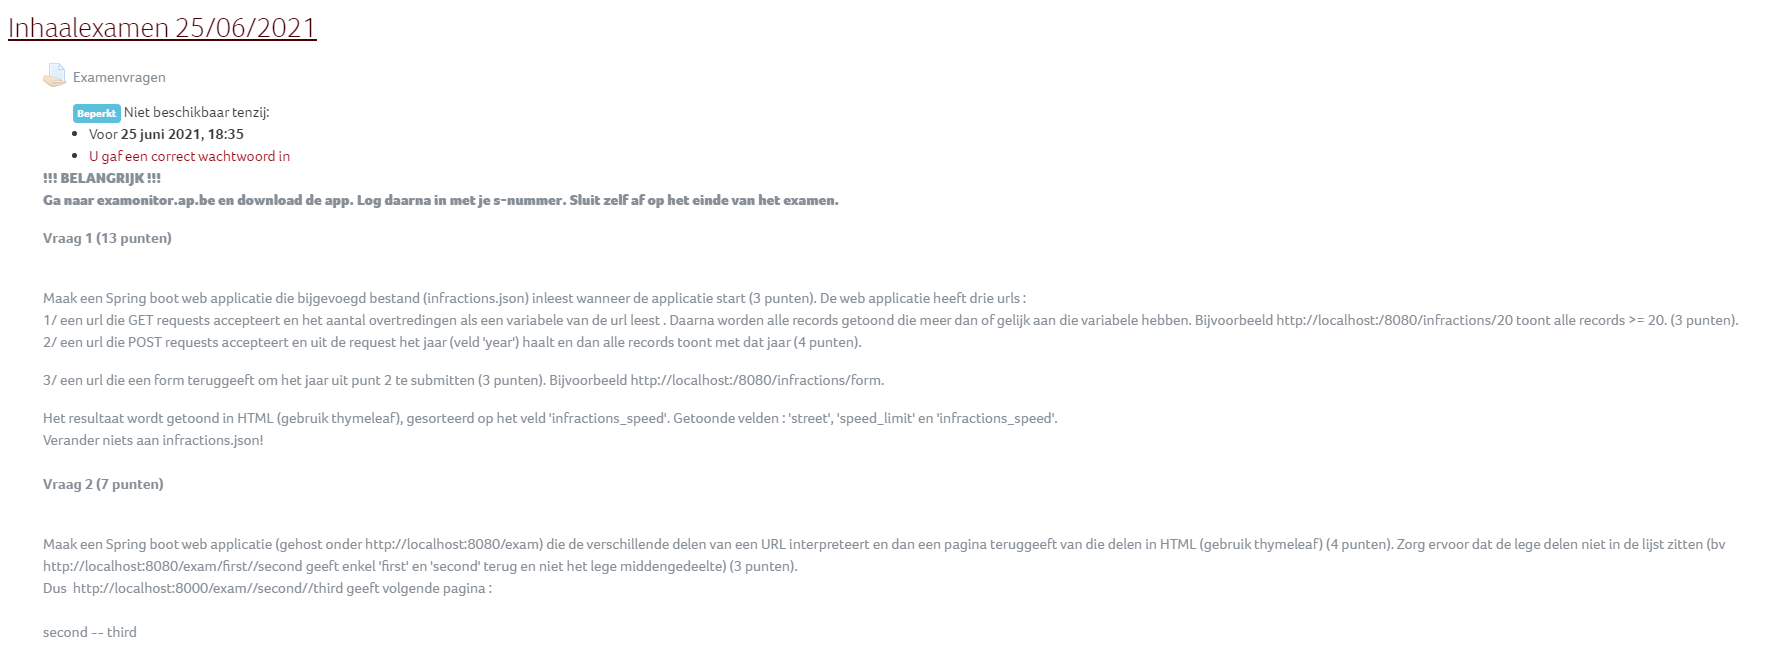 Inhaalexamen 25/06/2021
Examenvragen
Beperkt Niet beschikbaar tenzij:
• Voor 25 juni 2021, 18:35
• U gaf een correct wachtwoord in
!!! BELANGRIJK !!!
Ga naar examonitor.ap.be en download de app. Log daarna in met je s-nummer. Sluit zelf af op het einde van het examen.
Vraag 1 (13 punten)
Maak een Spring boot web applicatie die bijgevoegd bestand (infractions.json) inleest wanneer de applicatie start (3 punten). De web applicatie heeft drie urls :
1/ een url die GET requests accepteert en het aantal overtredingen als een variabele van de url leest . Daarna worden alle records getoond die meer dan of gelijk aan die variabele hebben. Bijvoorbeeld http://localhost:/8080/infractions/20 toont alle records >= 20. (3 punten).
2/ een url die POST requests accepteert en uit de request het jaar (veld 'year') haalt en dan alle records toont met dat jaar (4 punten).
3/ een url die een form teruggeeft om het jaar uit punt 2 te submitten (3 punten). Bijvoorbeeld http://localhost:/8080/infractions/form.
Het resultaat wordt getoond in HTML (gebruik thymeleaf), gesorteerd op het veld 'infractions_speed'. Getoonde velden : 'street', 'speed_limit' en 'infractions_speed'.
Verander niets aan infractions.json!
Vraag 2 (7 punten)
Maak een Spring boot web applicatie (gehost onder http://localhost:8080/exam) die de verschillende delen van een URL interpreteert en dan een pagina teruggeeft van die delen in HTML (gebruik thymeleaf) (4 punten). Zorg ervoor dat de lege delen niet in de lijst zitten (bv
http://localhost:8080/exam/first//second geeft enkel 'first' en 'second' terug en niet het lege middengedeelte) (3 punten).
Dus  http://localhost:8000/exam//second//third geeft volgende pagina :
second -- third